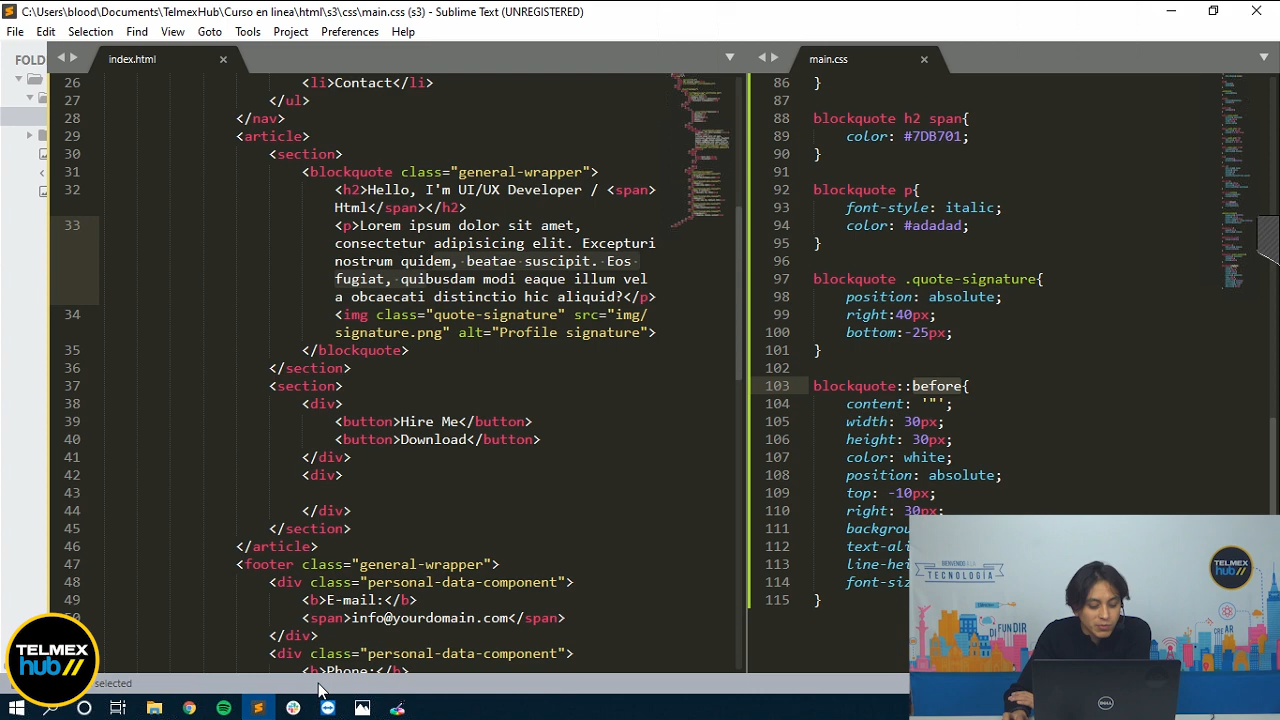 C:\Users\blood\Documents\TelmexHub\Curso en linea\html\s3\css\main.css (s3) - Sublime Text (UNREGISTERED)
File Edit Selection Find View Goto Tools Project Preferences Help
FOLD
index.html
main.css
26 <li>Contact</li>
27 </ul>
28 </nav>
29 <article>
30 <section>
31 <blockquote class="general-wrapper">
32 <h2>Hello, I'm UI/UX Developer / <span>
Html</span></h2>
33 <p>Lorem ipsum dolor sit amet,
consectetur adipisicing elit. Excepturi
nostrum quidem, beatae suscipit. Eos
fugiat, quibusdam modi eaque illum vel
a obcaecati distinctio hic aliquid?</p>
34 <img class="quote-signature" src="img/
signature.png" alt="Profile signature">
35 </blockquote>
36 </section>
37 <section>
38 <div>
39 <button>Hire Me</button>
40 <button>Download</button>
41 </div>
42 <div>
43
44 </div>
45 </section>
46 </article>
47 <footer class="general-wrapper">
48 <div class="personal-data-component">
49 <b>E-mail:</b>
<span>info@yourdomain.com</span>
</div>
<div class="personal-data-component">
<b>Phone:</b>
86 }
87
88 blockquote h2 span{
89 color: #7DB701;
90 }
91
92 blockquote p{
93 font-style: italic;
94 color: #adadad;
95 }
96
97 blockquote .quote-signature{
98 position: absolute;
99 right:40px;
100 bottom:-25px;
101 }
102
103 blockquote::before{
104 content: '"';
105 width: 30px;
106 height: 30px;
107 color: white;
108 position: absolute;
109 top: -10px;
110 right: 30px;
111 backgrou
112 text-ali
113 line-hei
114 font-siz
115 }
selected
TELMEX
hub
BIENVENIDO A LA
TECNOLOGÍA
TELMEX
hub
DIFUNDIR
CREAR
DELL